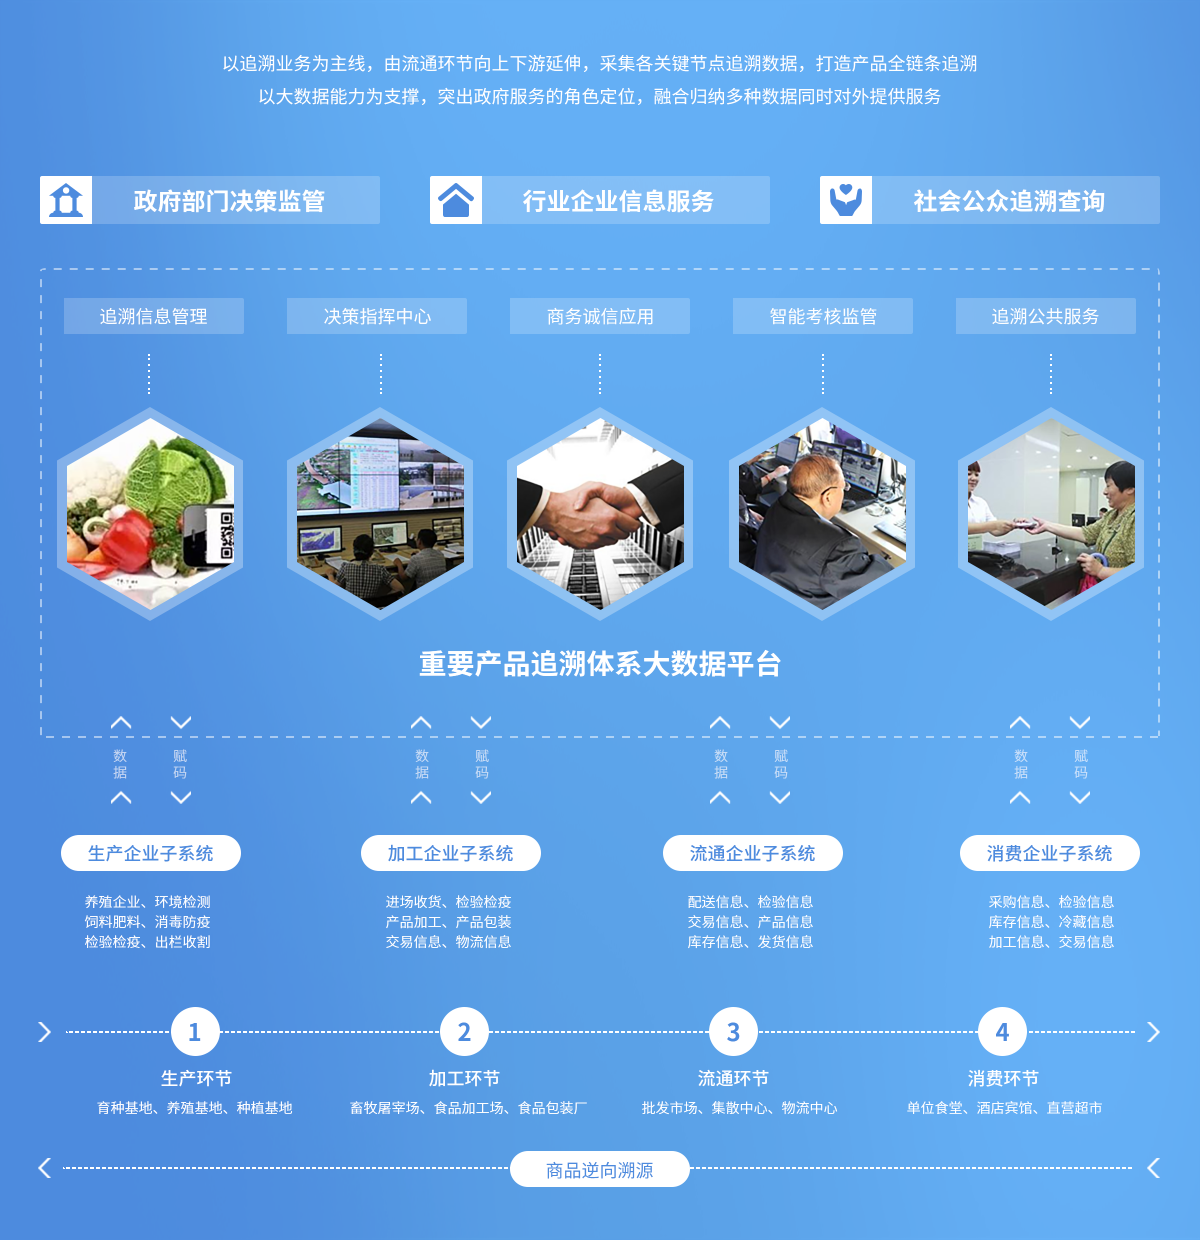 以追溯业务为主线，由流通环节向上下游延伸，采集各关键节点追溯数据，打造产品全链条追溯
以大数据能力为支撑，突出政府服务的角色定位，融合归纳多种数据同时对外提供服务
政府部门决策监管
行业企业信息服务
社会公众追溯查询
追溯信息管理
决策指挥中心
商务诚信应用
智能考核监管
追溯公共服务
重要产品追溯体系大数据平台
数据
赋码
数据
赋码
数据
赋码
数据
赋码
生产企业子系统
养殖企业、环境检测
饲料肥料、消毒防疫
检验检疫、出栏收割
加工企业子系统
进场收货、检验检疫
产品加工、产品包装
交易信息、物流信息
流通企业子系统
配送信息、检验信息
交易信息、产品信息
库存信息、发货信息
消费企业子系统
采购信息、检验信息
库存信息、冷藏信息
加工信息、交易信息
1
生产环节
育种基地、养殖基地、种植基地
2
加工环节
畜牧屠宰场、食品加工场、食品包装厂
3
流通环节
批发市场、集散中心、物流中心
4
消费环节
单位食堂、酒店宾馆、直营超市
商品逆向溯源